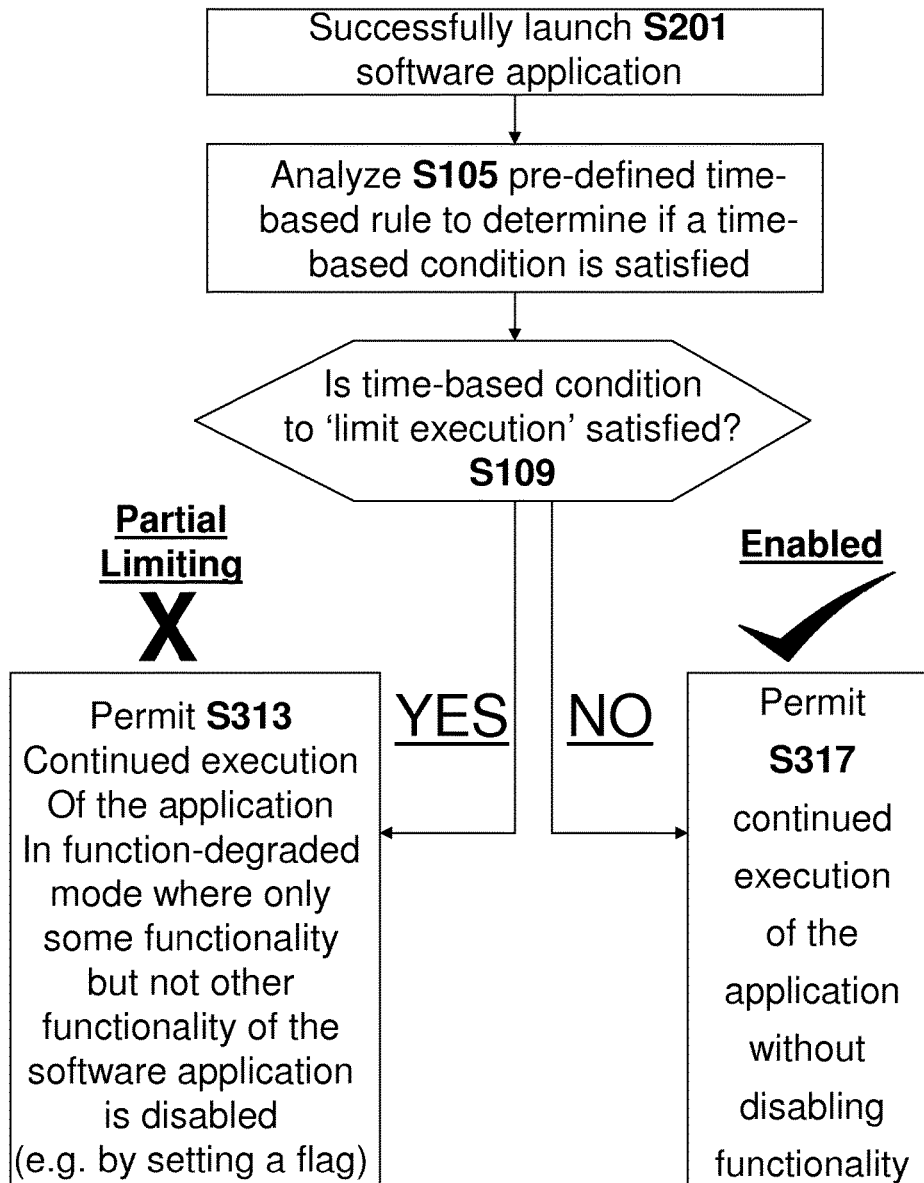 Successfully launch S201
software application
Analyze S105 pre-defined time-
based rule to determine if a time-
based condition is satisfied
Is time-based condition
to ‘limit execution’ satisfied?
S109
Partial
Limiting
X
Enabled
YES
NO
Permit S313
Continued execution
Of the application
In function-degraded
mode where only
some functionality
but not other
functionality of the
software application
is disabled
(e.g. by setting a flag)
Permit
S317
continued
execution
of the
application
without
disabling
functionality